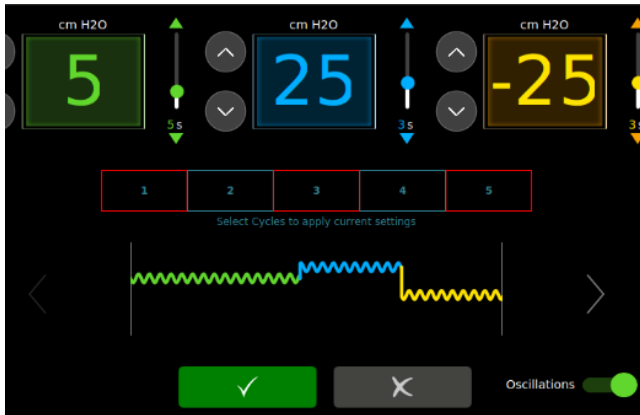 cm H2O cm H2O cm H2O
5 25 -25
5 s 3 s 3 s
1 2 3 4 5
Select Cycles to apply current settings
Oscillations